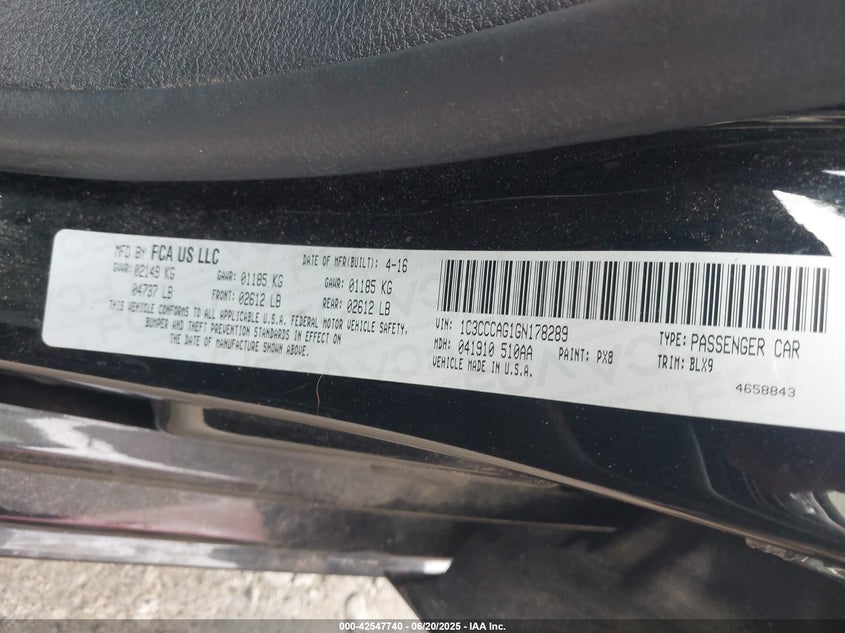 MFD BY FCA US LLC
DATE OF MFR(BUILT): 4-16
GVWR: 02149 KG
GAWR: 01185 KG
GAWR: 01185 KG
04737 LB
FRONT: 02612 LB
REAR: 02612 LB
THIS VEHICLE CONFORMS TO ALL APPLICABLE U.S.A. FEDERAL MOTOR VEHICLE SAFETY,
BUMPER AND THEFT PREVENTION STANDARDS IN EFFECT ON
THE DATE OF MANUFACTURE SHOWN ABOVE.
VIN: 1C3CCCAG1GN178289
TYPE: PASSENGER CAR
MDH: 041910 510AA
PAINT: PX8
TRIM: BLX9
VEHICLE MADE IN U.S.A.
4658843
000-42547740 - 06/20/2025 - IAA Inc.